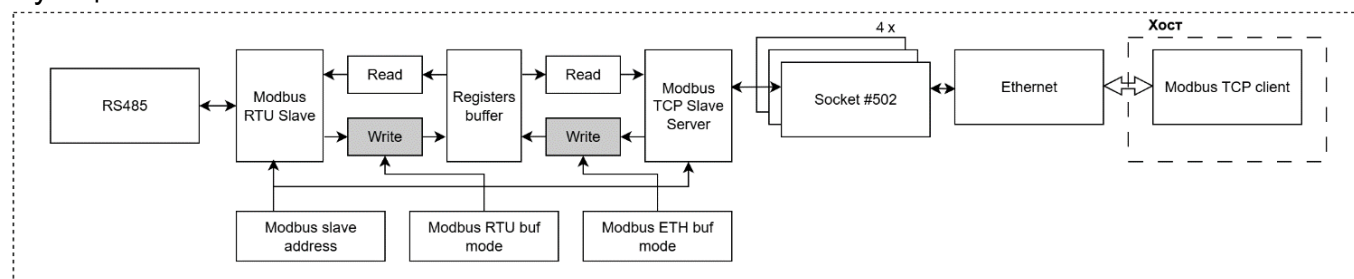 4 x
Хост
RS485
Modbus
RTU Slave
Read
Write
Registers
buffer
Read
Write
Modbus
TCP Slave
Server
Socket #502
Ethernet
Modbus TCP client
Modbus slave
address
Modbus RTU buf
mode
Modbus ETH buf
mode